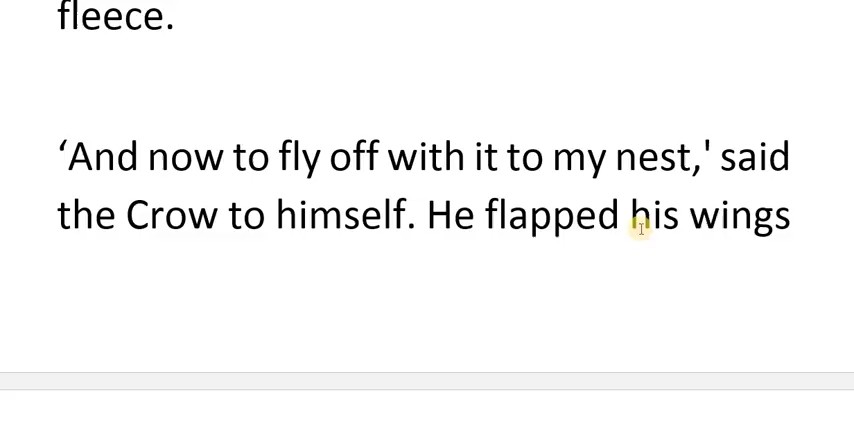 fleece.
‘And now to fly off with it to my nest,' said
the Crow to himself. He flapped his wings